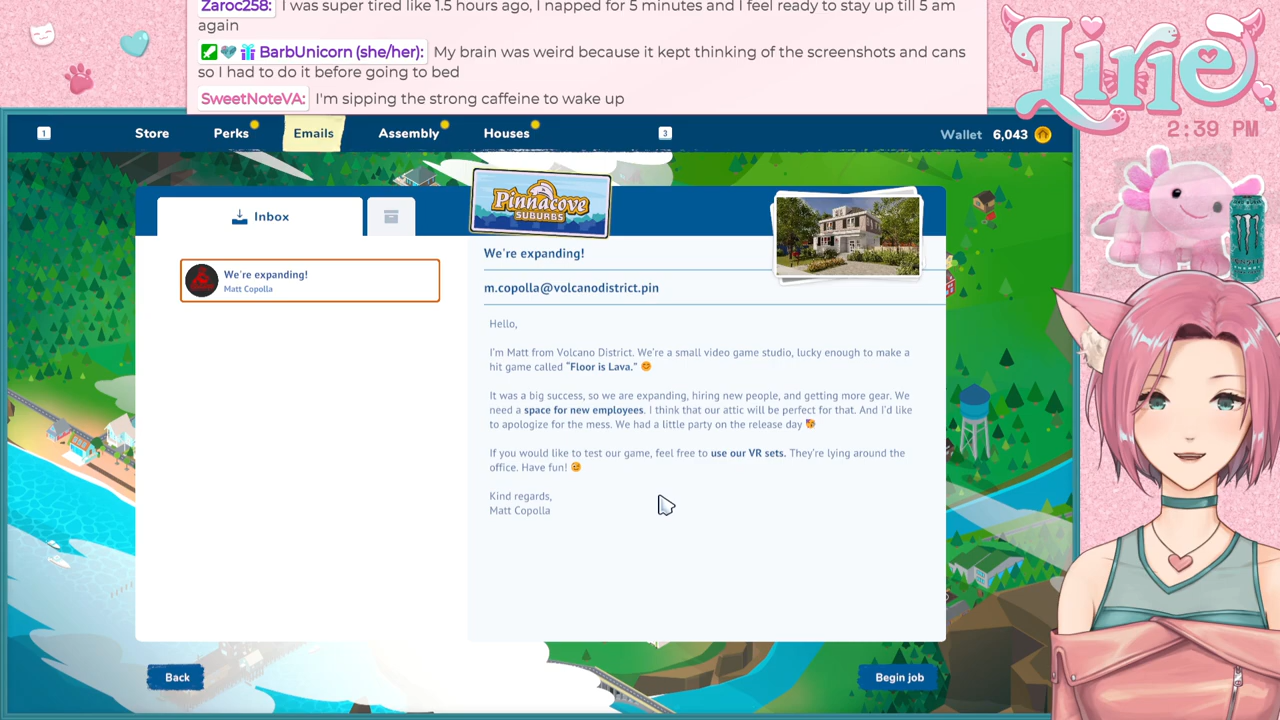 Zaroc258: I was super tired like 1.5 hours ago, I napped for 5 minutes and I feel ready to stay up till 5 am
again
BarbUnicorn (she/her): My brain was weird because it kept thinking of the screenshots and cans
so I had to do it before going to bed
SweetNoteVA: I'm sipping the strong caffeine to wake up
Lirie
2:39 PM
1 Store Perks Emails Assembly Houses 3 Wallet 6,043
Inbox
Pinnacove
SUBURBS
We're expanding!
Matt Copolla
We're expanding!
m.copolla@volcanodistrict.pin
Hello,
I'm Matt from Volcano District. We're a small video game studio, lucky enough to make a
hit game called "Floor is Lava."
It was a big success, so we are expanding, hiring new people, and getting more gear. We
need a space for new employees. I think that our attic will be perfect for that. And I'd like
to apologize for the mess. We had a little party on the release day
If you would like to test our game, feel free to use our VR sets. They're lying around the
office. Have fun!
Kind regards,
Matt Copolla
Back
Begin job